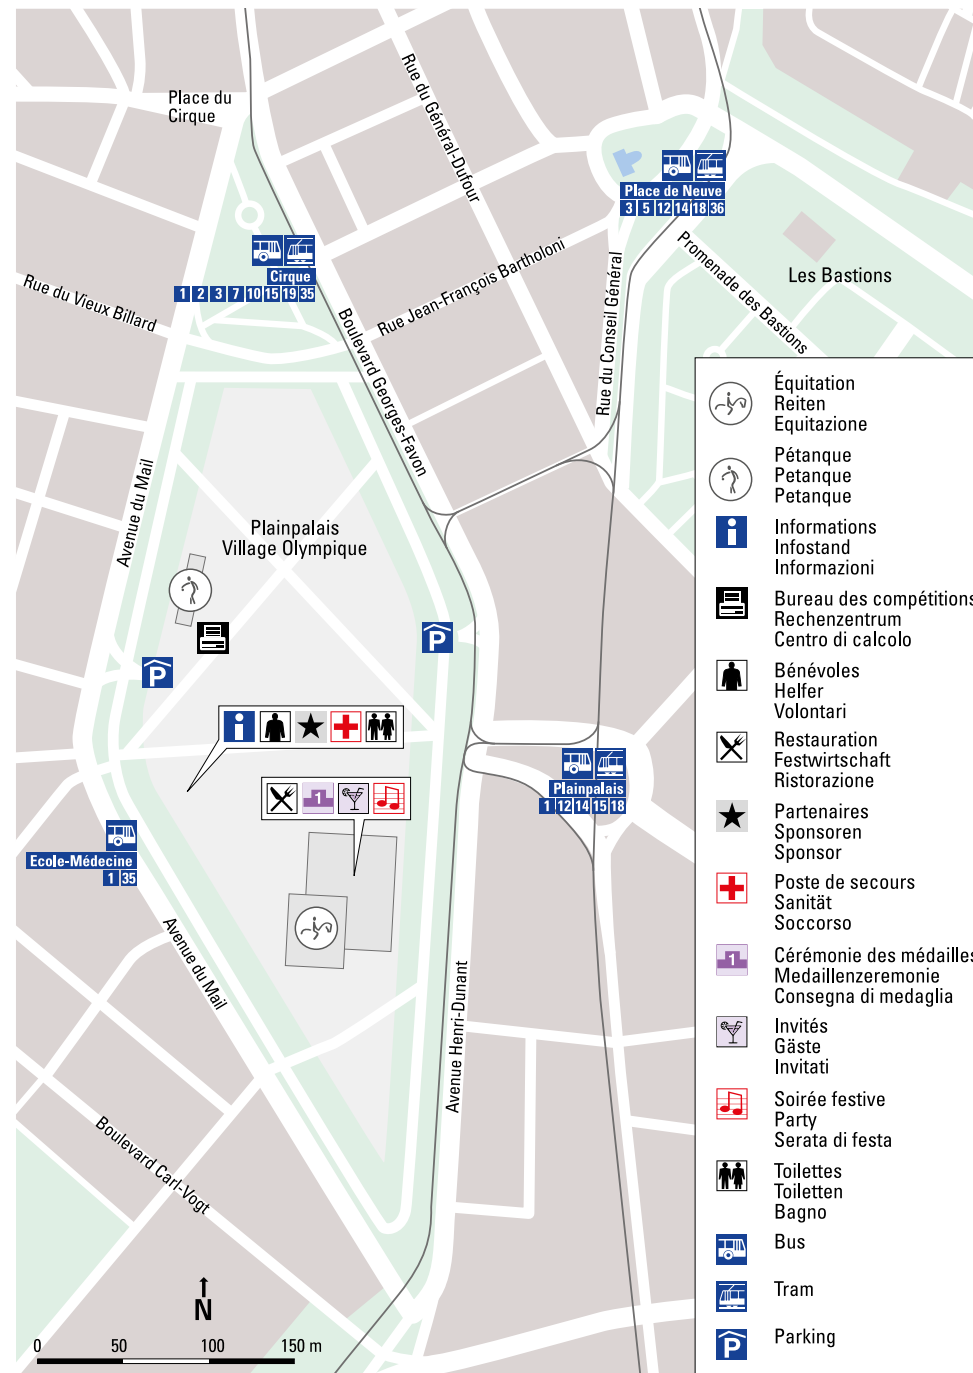 Place du
Cirque
Rue du Général-Dufour
Place de Neuve
3 5 12 14 18 36
Cirque
1 2 3 7 10 15 19 35
Rue du Vieux Billard
Rue Jean-François Bartholoni
Boulevard Georges-Favon
Rue du Conseil Général
Promenade des Bastions
Les Bastions
Avenue du Mail
Plainpalais
Village Olympique
P
P
i
1
Plainpalais
1 12 14 15 18
Ecole-Médecine
1 35
Avenue du Mail
Avenue Henri-Dunant
Boulevard Carl-Vogt
N
0 50 100 150 m
Équitation
Reiten
Equitazione
Pétanque
Petanque
Petanque
i
Informations
Infostand
Informazioni
Bureau des compétitions
Rechenzentrum
Centro di calcolo
Bénévoles
Helfer
Volontari
Restauration
Festwirtschaft
Ristorazione
Partenaires
Sponsoren
Sponsor
Poste de secours
Sanität
Soccorso
1
Cérémonie des médailles
Medaillenzeremonie
Consegna di medaglia
Invités
Gäste
Invitati
Soirée festive
Party
Serata di festa
Toilettes
Toiletten
Bagno
Bus
Tram
P
Parking